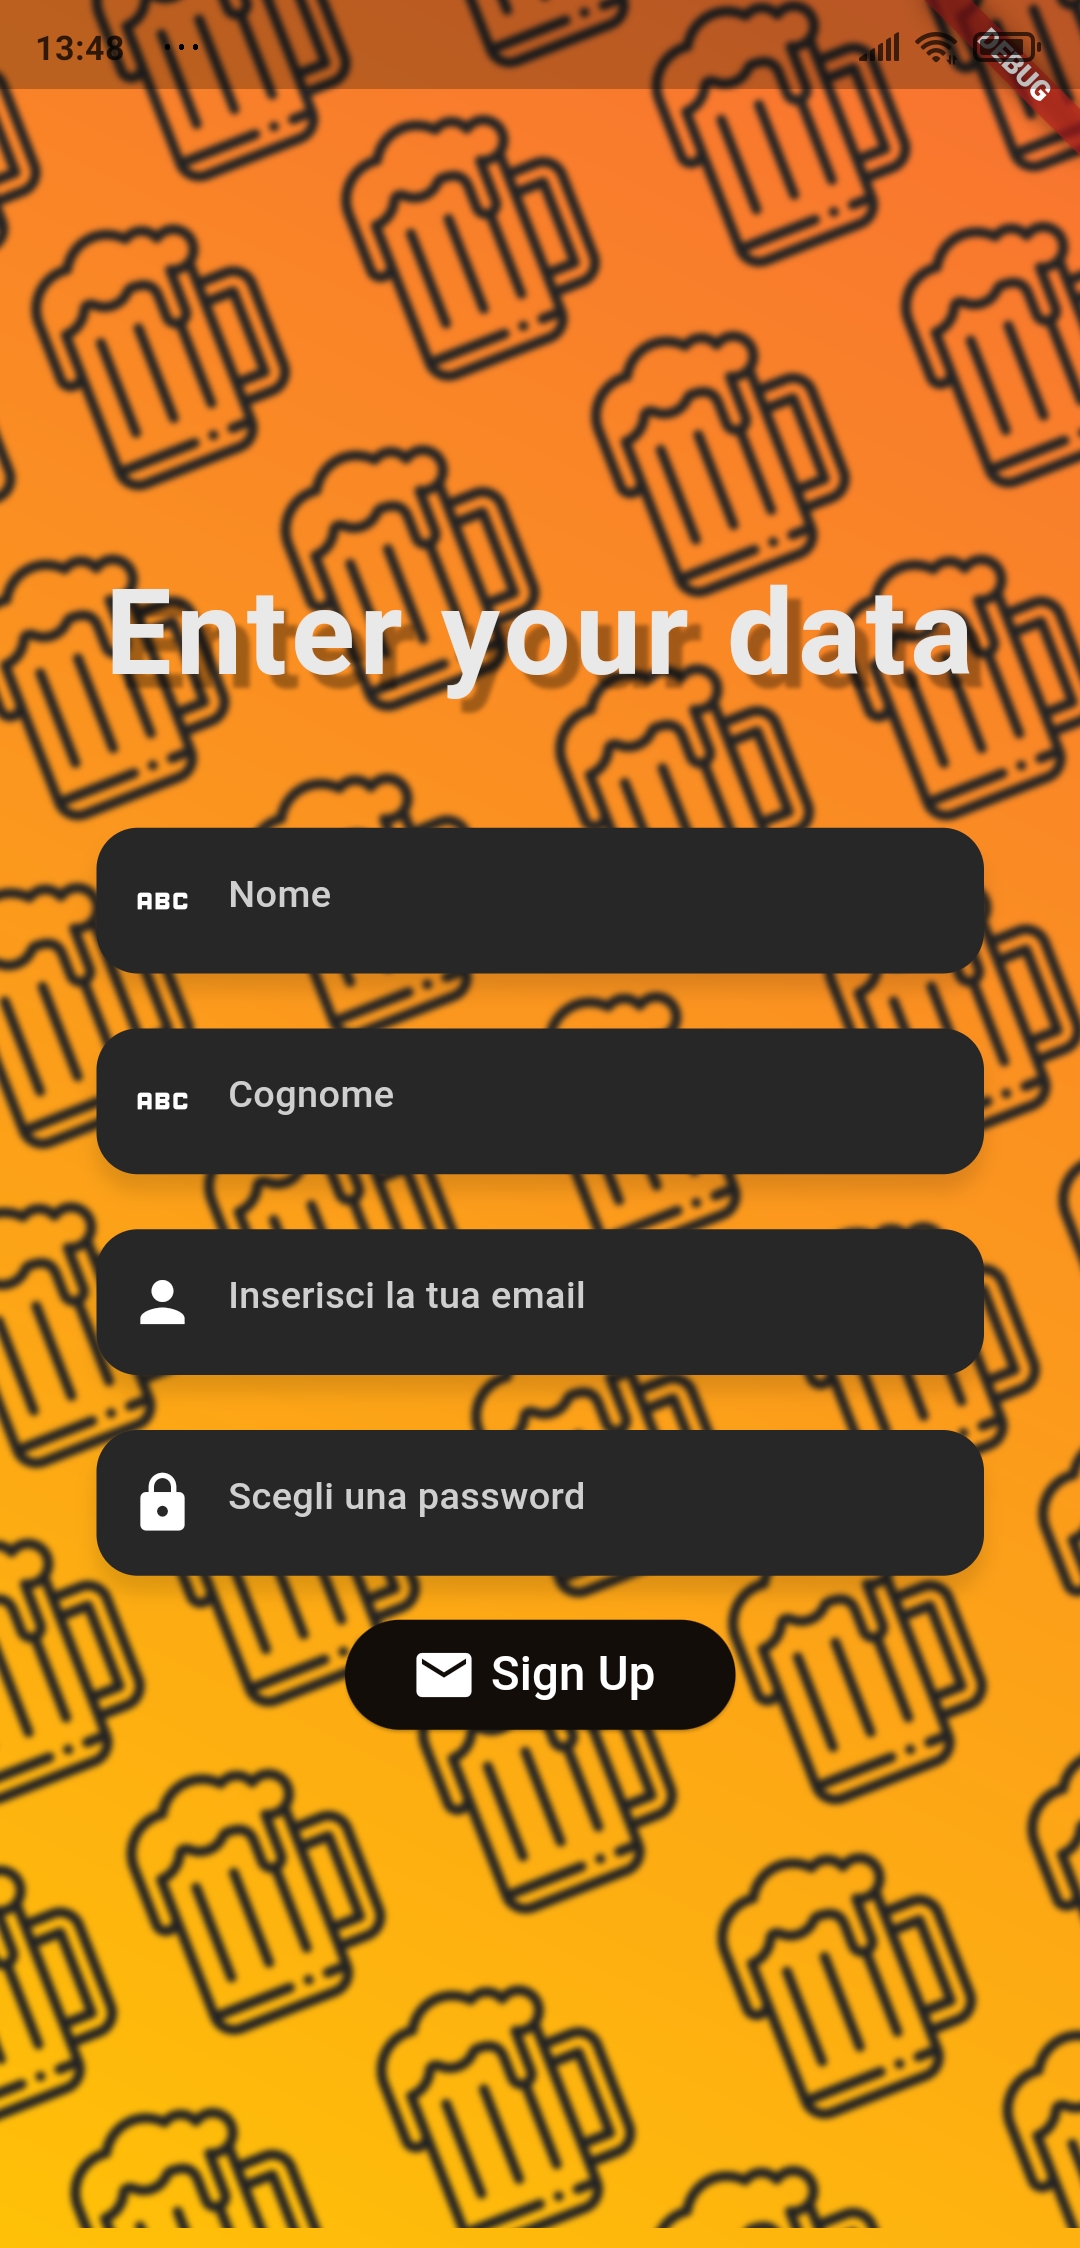 13:48 ...
DEBUG
Enter your data
ABC Nome
ABC Cognome
Inserisci la tua email
Scegli una password
Sign Up